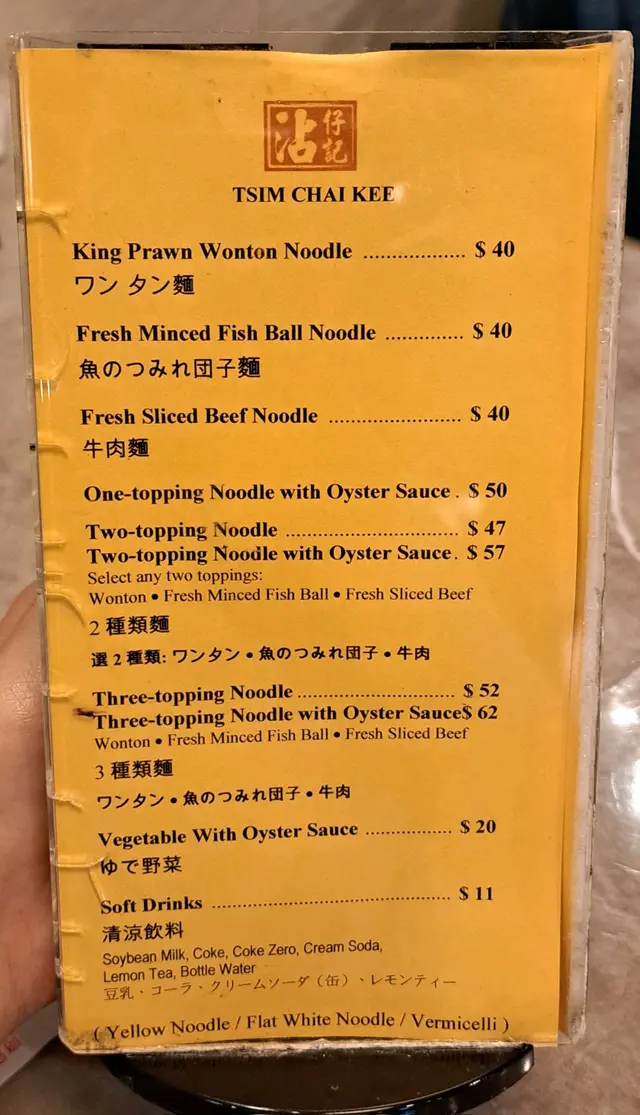 沾仔記
TSIM CHAI KEE
King Prawn Wonton Noodle .................. $ 40
ワン タン麵
Fresh Minced Fish Ball Noodle .............. $ 40
魚のつみれ団子麵
Fresh Sliced Beef Noodle ....................... $ 40
牛肉麵
One-topping Noodle with Oyster Sauce . $ 50
Two-topping Noodle .............................. $ 47
Two-topping Noodle with Oyster Sauce. $ 57
Select any two toppings:
Wonton • Fresh Minced Fish Ball • Fresh Sliced Beef
2 種類麵
選 2 種類: ワンタン • 魚のつみれ団子 • 牛肉
Three-topping Noodle ............................ $ 52
Three-topping Noodle with Oyster Sauce$ 62
Wonton • Fresh Minced Fish Ball • Fresh Sliced Beef
3 種類麵
ワンタン • 魚のつみれ団子 • 牛肉
Vegetable With Oyster Sauce ............... $ 20
ゆで野菜
Soft Drinks .......................................... $ 11
清涼飲料
Soybean Milk, Coke, Coke Zero, Cream Soda,
Lemon Tea, Bottle Water
豆乳、コーラ、クリームソーダ（缶）、レモンティー
( Yellow Noodle / Flat White Noodle / Vermicelli )